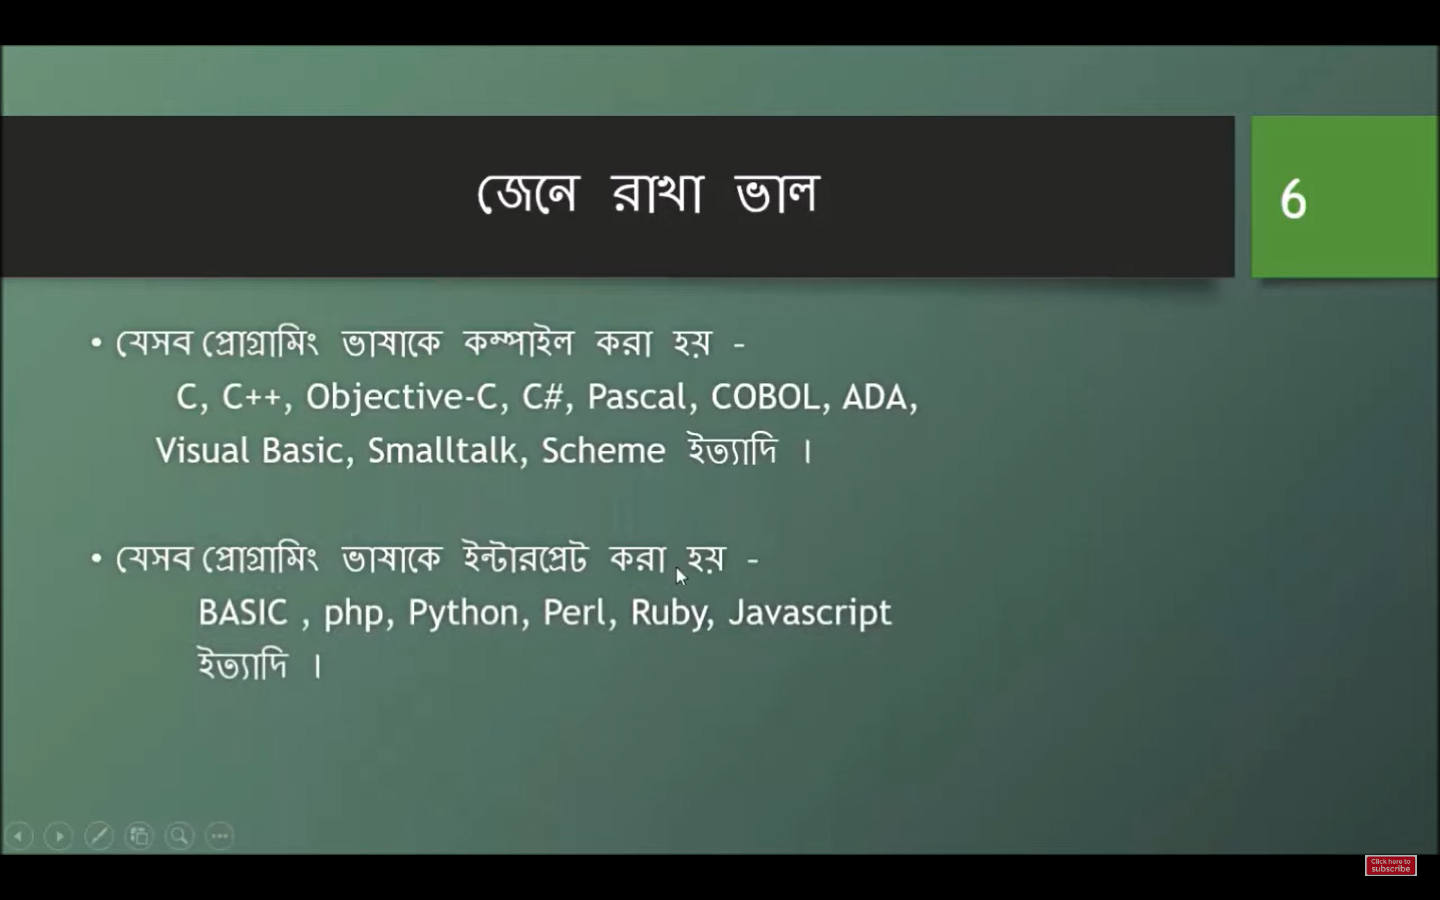 জেনে রাখা ভাল
6
• যেসব প্রোগ্রামিং ভাষাকে কম্পাইল করা হয় –
C, C++, Objective-C, C#, Pascal, COBOL, ADA,
Visual Basic, Smalltalk, Scheme ইত্যাদি ।
• যেসব প্রোগ্রামিং ভাষাকে ইন্টারপ্রেট করা হয় –
BASIC , php, Python, Perl, Ruby, Javascript
ইত্যাদি ।
Click here to
subscribe